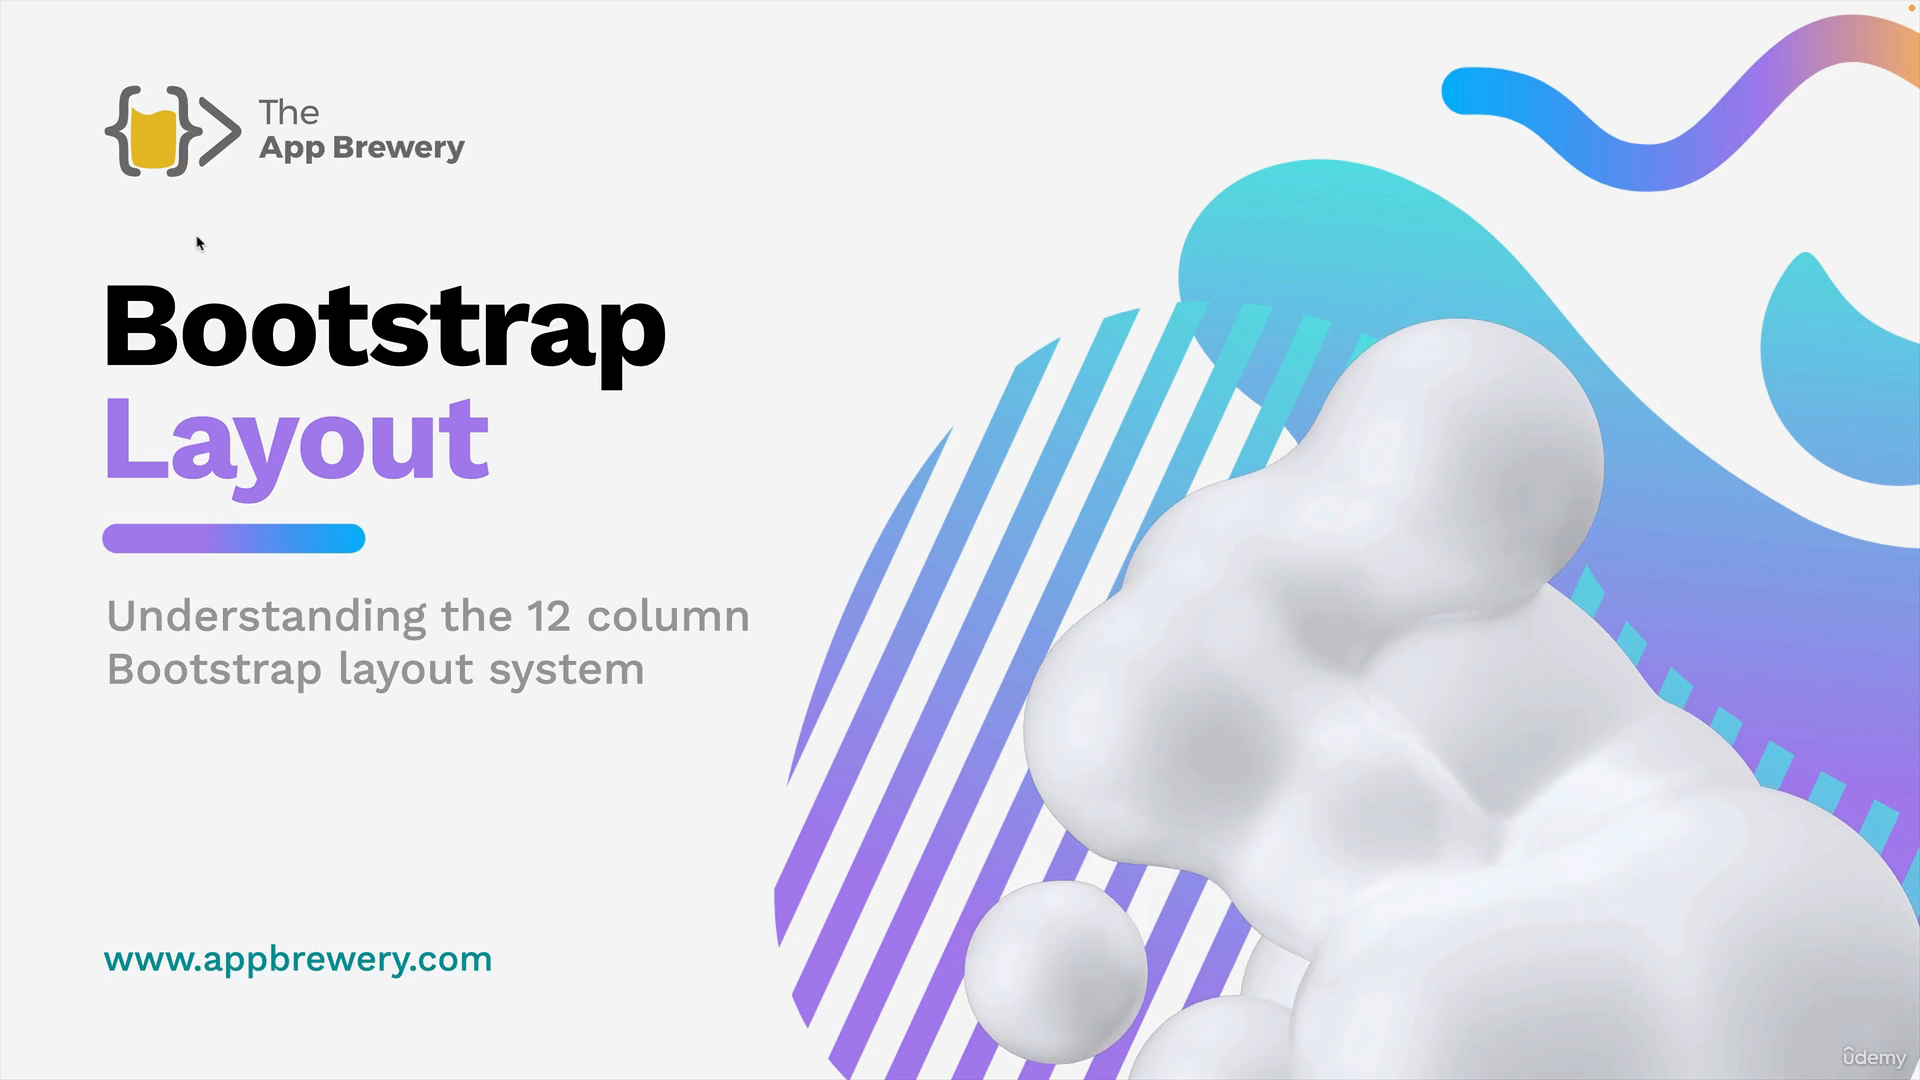 The
App Brewery
Bootstrap
Layout
Understanding the 12 column
Bootstrap layout system
www.appbrewery.com
ûdemy